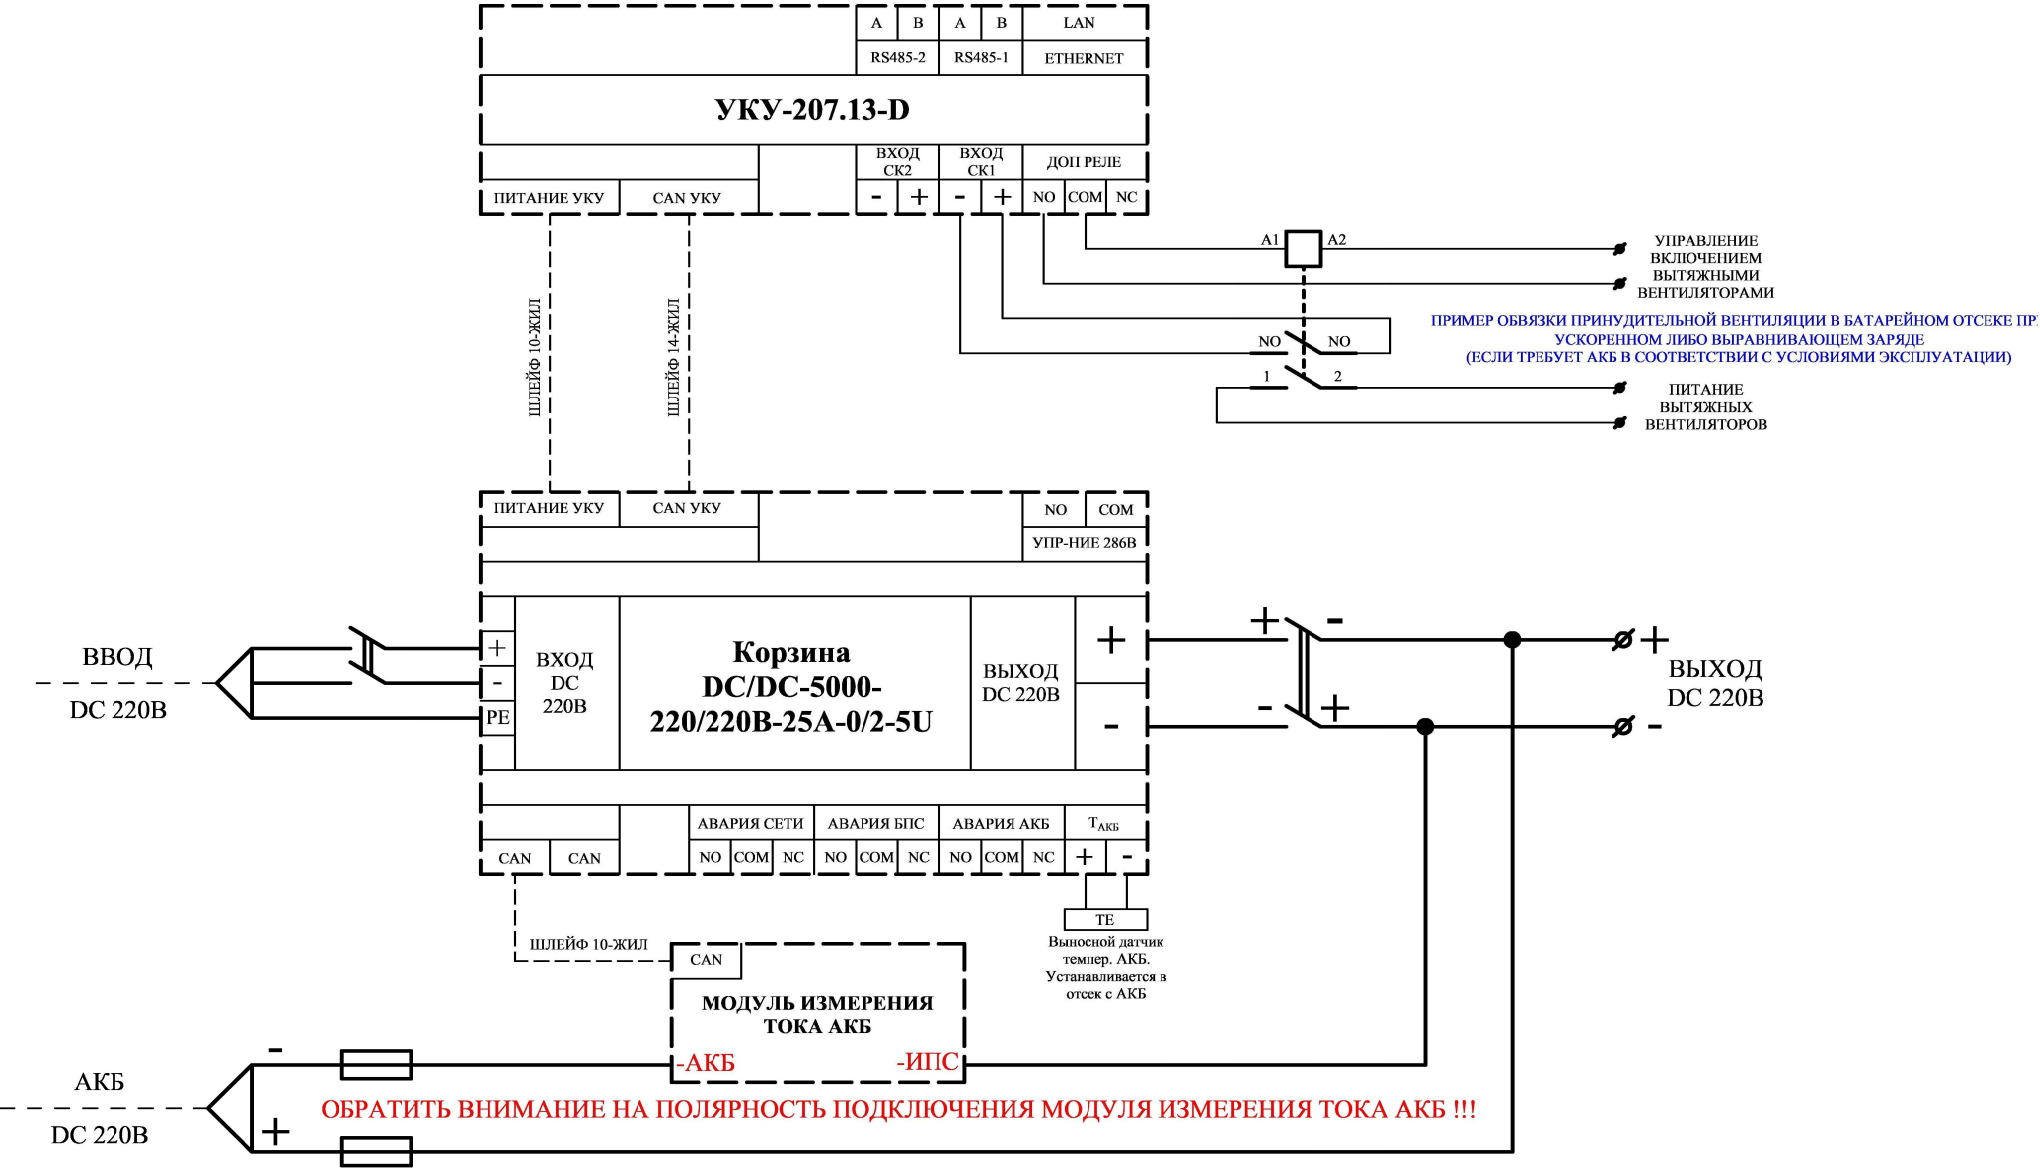 A B A B LAN
RS485-2 RS485-1 ETHERNET
УКУ-207.13-D
ВХОД СК2
ВХОД СК1
ДОП РЕЛЕ
ПИТАНИЕ УКУ CAN УКУ - + - + NO COM NC
A1 A2
УПРАВЛЕНИЕ
ВКЛЮЧЕНИЕМ
ВЫТЯЖНЫМИ
ВЕНТИЛЯТОРАМИ
ШЛЕЙФ 10-ЖИЛ
ШЛЕЙФ 14-ЖИЛ
ПРИМЕР ОБВЯЗКИ ПРИНУДИТЕЛЬНОЙ ВЕНТИЛЯЦИИ В БАТАРЕЙНОМ ОТСЕКЕ ПР
УСКОРЕННОМ ЛИБО ВЫРАВНИВАЮЩЕМ ЗАРЯДЕ
(ЕСЛИ ТРЕБУЕТ АКБ В СООТВЕТСТВИИ С УСЛОВИЯМИ ЭКСПЛУАТАЦИИ)
NO NO
1 2
ПИТАНИЕ
ВЫТЯЖНЫХ
ВЕНТИЛЯТОРОВ
ПИТАНИЕ УКУ CAN УКУ NO COM
УПР-НИЕ 286В
ВВОД
DC 220В
+
-
PE
ВХОД
DC
220В
Корзина
DC/DC-5000-
220/220В-25А-0/2-5U
ВЫХОД
DC 220В
+
-
+ -
- +
+
-
ВЫХОД
DC 220В
АВАРИЯ СЕТИ АВАРИЯ БПС АВАРИЯ АКБ ТАКБ
CAN CAN NO COM NC NO COM NC NO COM NC + -
TE
Выносной датчик
темпер. АКБ.
Устанавливается в
отсек с АКБ
ШЛЕЙФ 10-ЖИЛ
CAN
МОДУЛЬ ИЗМЕРЕНИЯ
ТОКА АКБ
-АКБ -ИПС
АКБ
DC 220В
-
+
ОБРАТИТЬ ВНИМАНИЕ НА ПОЛЯРНОСТЬ ПОДКЛЮЧЕНИЯ МОДУЛЯ ИЗМЕРЕНИЯ ТОКА АКБ !!!